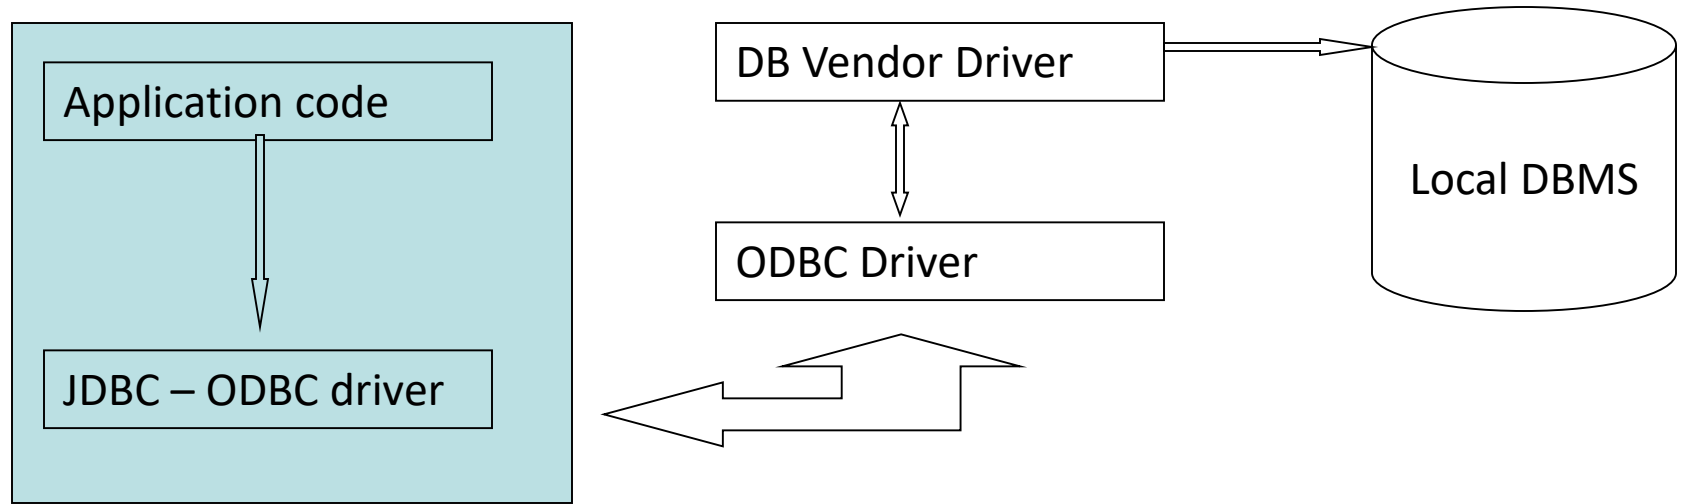 Application code
JDBC – ODBC driver
DB Vendor Driver
ODBC Driver
Local DBMS